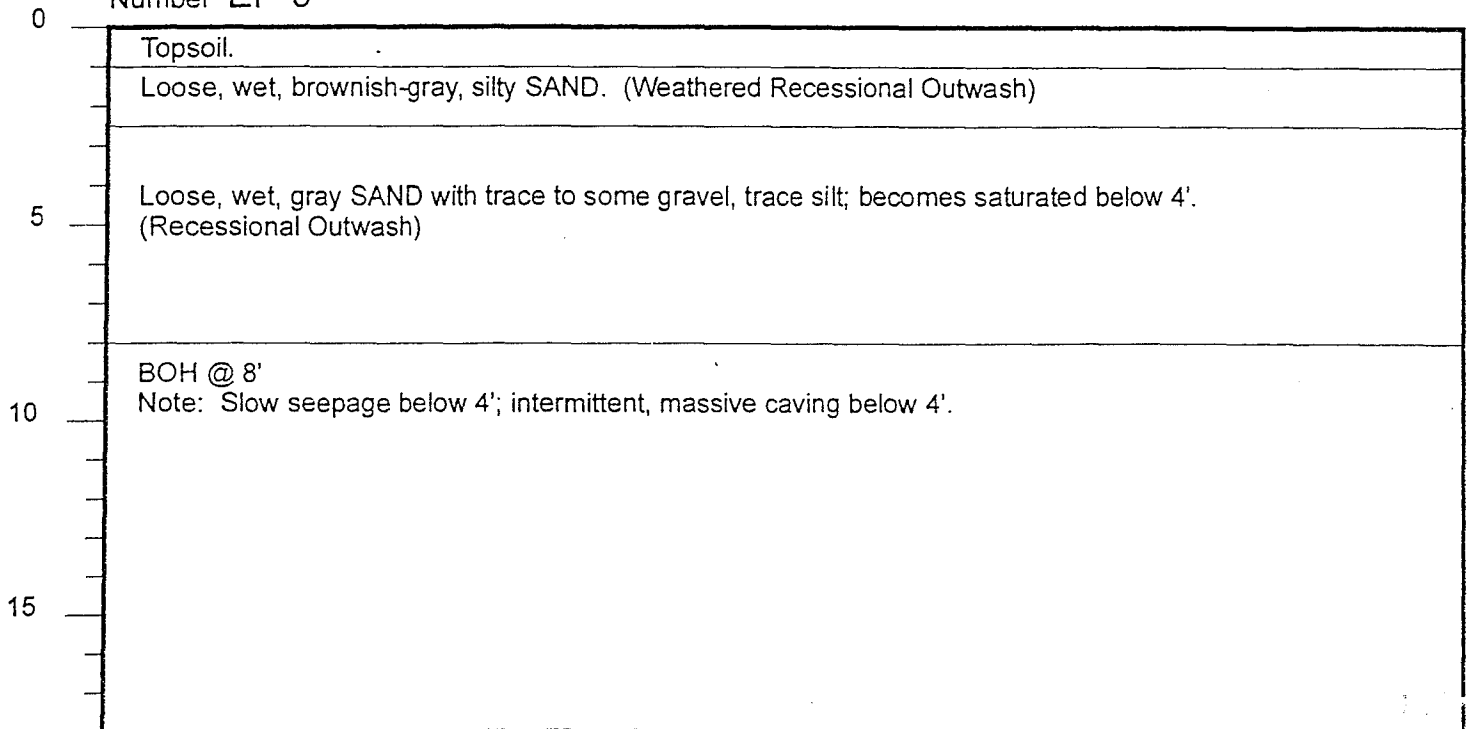 Number
0
Topsoil.
Loose, wet, brownish-gray, silty SAND. (Weathered Recessional Outwash)
Loose, wet, gray SAND with trace to some gravel, trace silt; becomes saturated below 4'.
5
(Recessional Outwash)
BOH @ 8'
10
Note: Slow seepage below 4'; intermittent, massive caving below 4'.
15